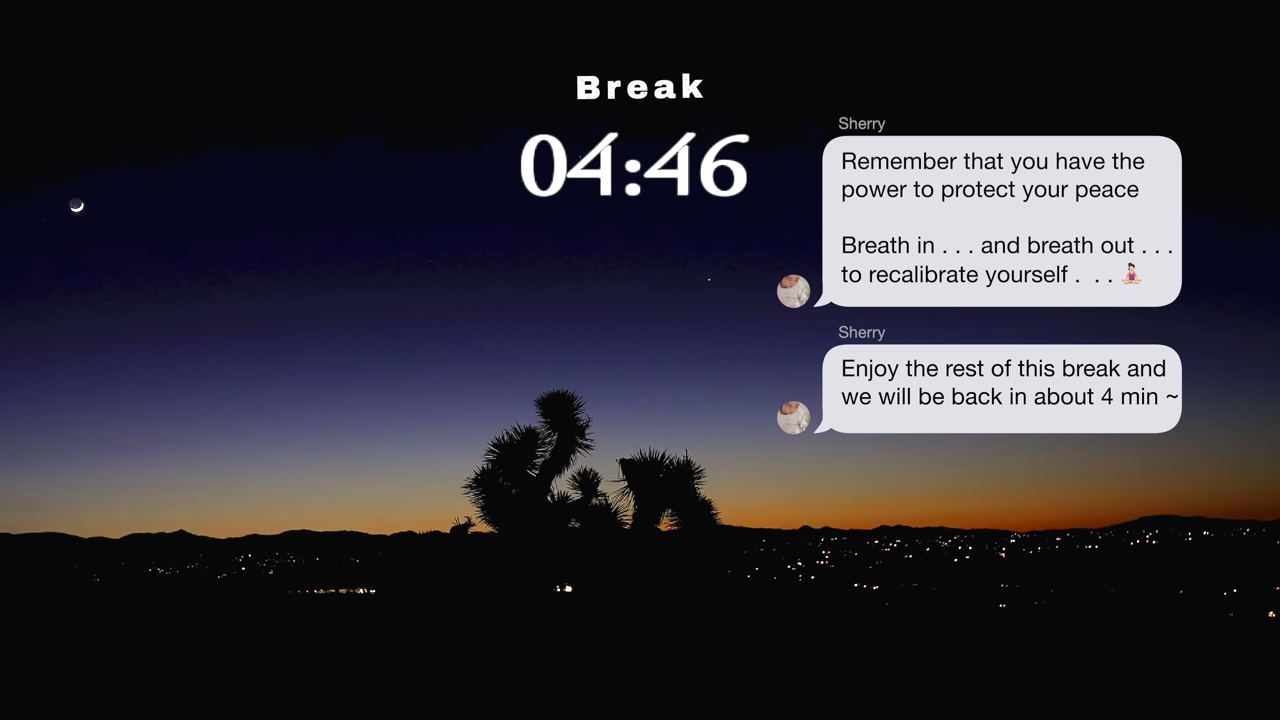 Break
04:46
Sherry
Remember that you have the
power to protect your peace
Breath in . . . and breath out . . .
to recalibrate yourself .  . . 🧘🏻‍♀️
Sherry
Enjoy the rest of this break and
we will be back in about 4 min ~